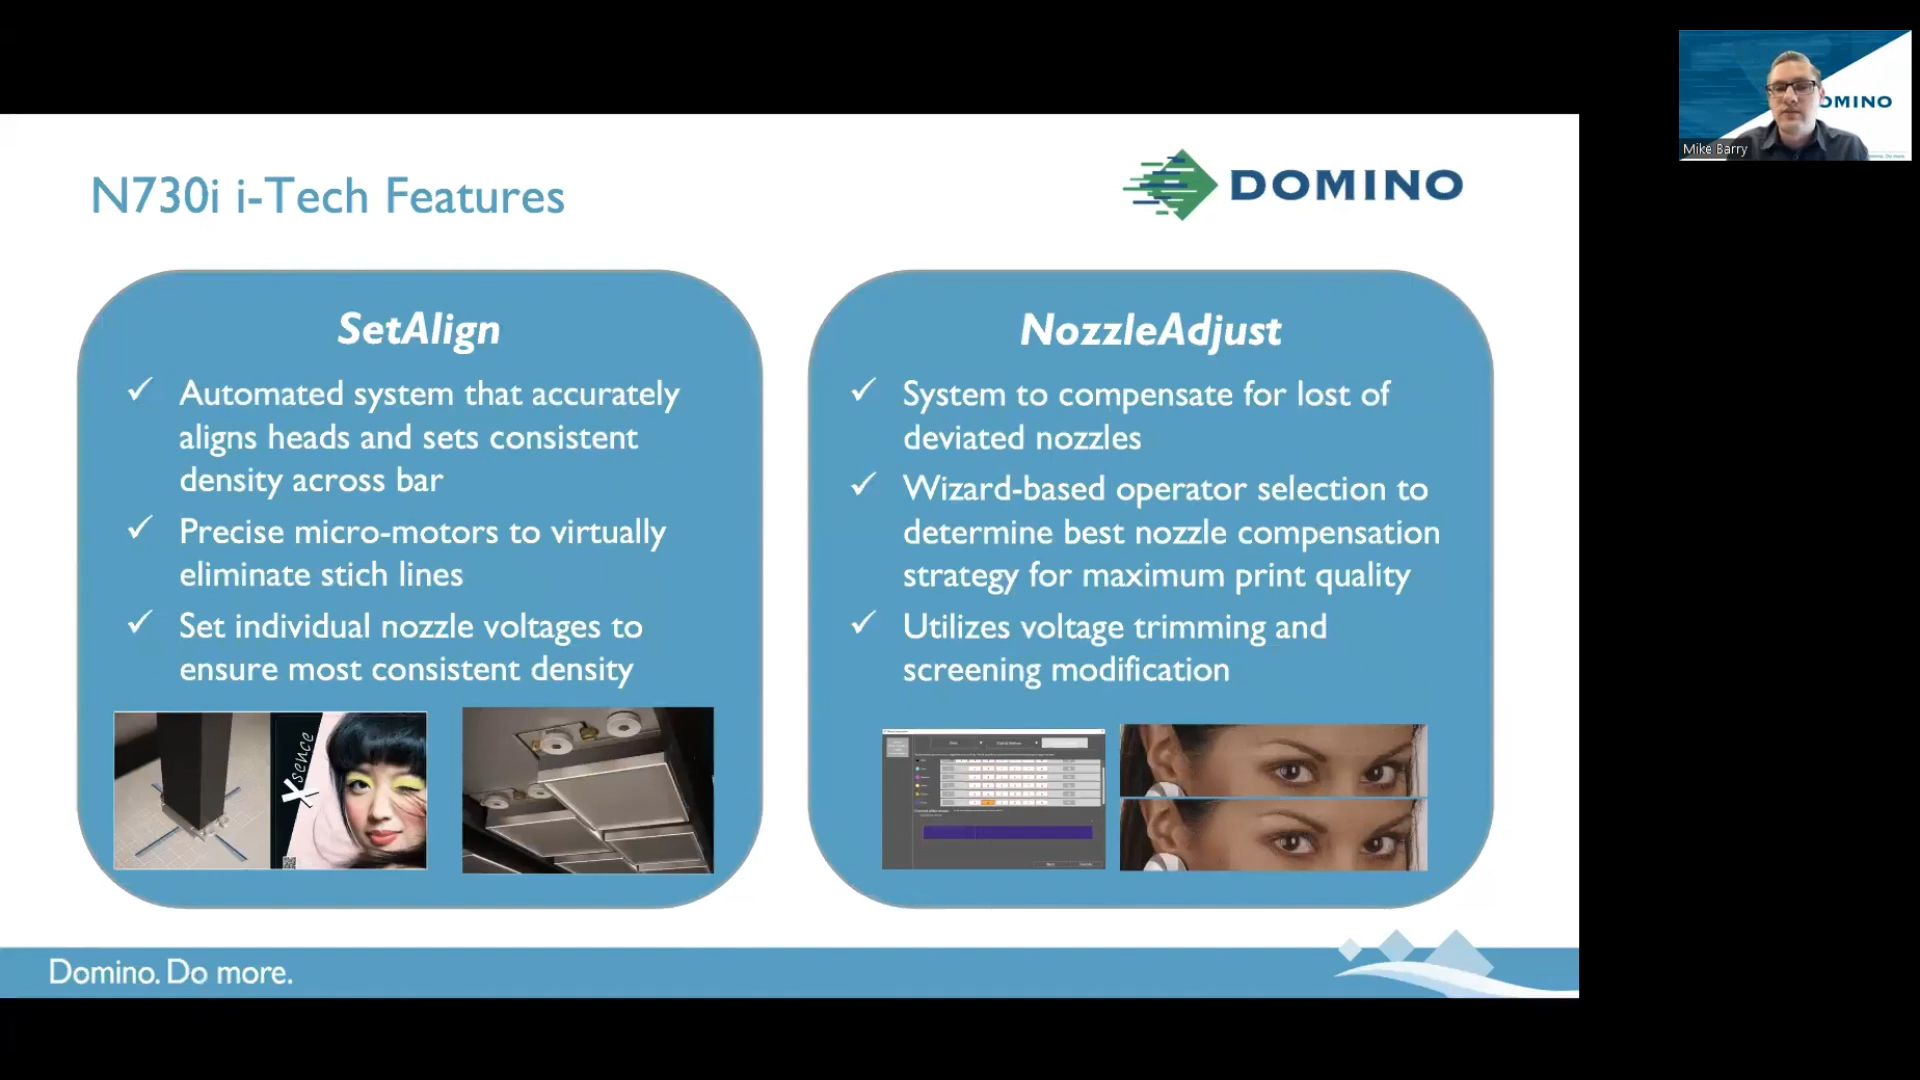 N730i i-Tech Features
DOMINO
OMINO
Mike Barry
SetAlign
✓ Automated system that accurately
aligns heads and sets consistent
density across bar
✓ Precise micro-motors to virtually
eliminate stich lines
✓ Set individual nozzle voltages to
ensure most consistent density
Xsence
NozzleAdjust
✓ System to compensate for lost of
deviated nozzles
✓ Wizard-based operator selection to
determine best nozzle compensation
strategy for maximum print quality
✓ Utilizes voltage trimming and
screening modification
Domino. Do more.